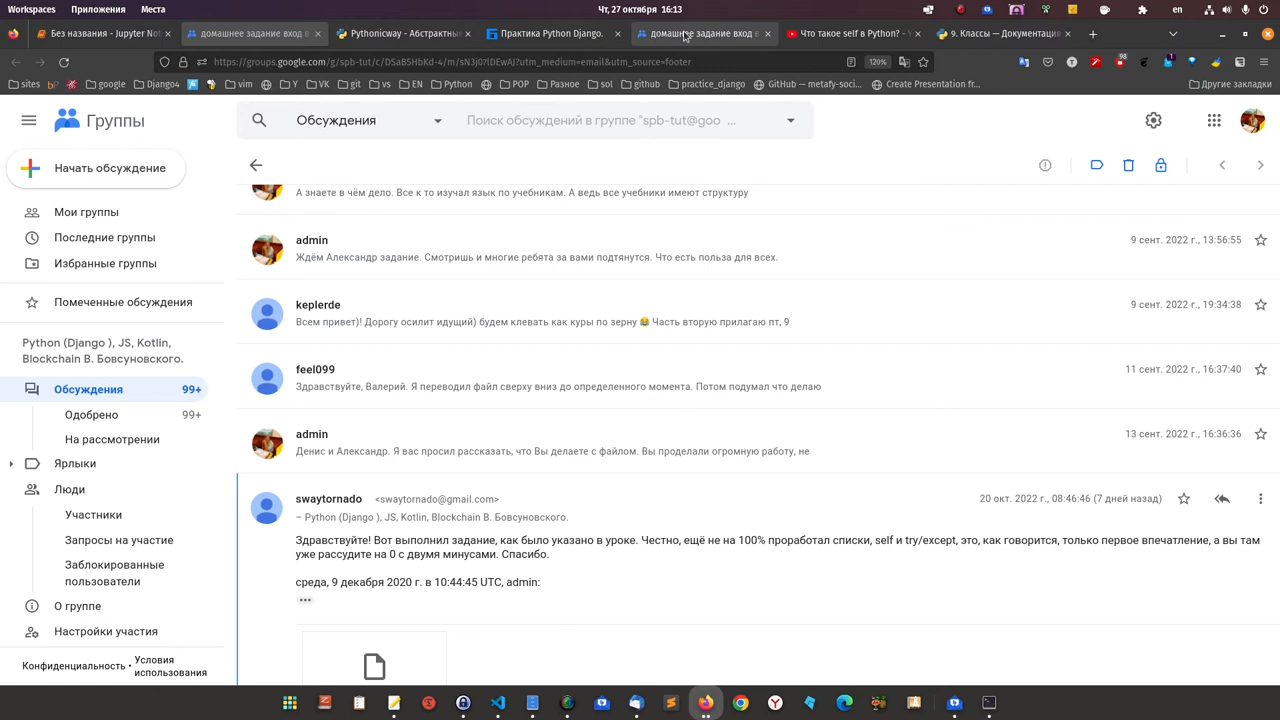 Workspaces Приложения Места
Чт, 27 октября 16:13
en
Без названия - Jupyter Not
домашнее задание вход в
Pythonicway - Абстрактны
Практика Python Django.
домашнее задание вход в
Что такое self в Python? - Y
9. Классы — Документация
https://groups.google.com/g/spb-tut/c/DSaB5HbKd-4/m/sN3j07lDEwAJ?utm_medium=email&utm_source=footer
120%
98
sites
google
Django4
vim
Y
VK
git
vs
EN
Python
POP
Разное
sol
github
practice_django
GitHub — metafy-soci...
Create Presentation (...
Другие закладки
Группы
Обсуждения
Поиск обсуждений в группе "spb-tut@goo ...
Начать обсуждение
Мои группы
Последние группы
Избранные группы
Помеченные обсуждения
Python (Django ), JS, Kotlin,
Blockchain В. Бовсуновского.
Обсуждения 99+
Одобрено 99+
На рассмотрении
Ярлыки
Люди
Участники
Запросы на участие
Заблокированные
пользователи
О группе
Настройки участия
Конфиденциальность • Условия
использования
А знаете в чём дело. Все к то изучал язык по учебникам. А ведь все учебники имеют структуру
admin 9 сент. 2022 г., 13:56:55
Ждём Александр задание. Смотришь и многие ребята за вами подтянутся. Что есть польза для всех.
keplerde 9 сент. 2022 г., 19:34:38
Всем привет)! Дорогу осилит идущий) будем клевать как куры по зерну 😂 Часть вторую прилагаю пт, 9
feel099 11 сент. 2022 г., 16:37:40
Здравствуйте, Валерий. Я переводил файл сверху вниз до определенного момента. Потом подумал что делаю
admin 13 сент. 2022 г., 16:36:36
Денис и Александр. Я вас просил рассказать, что Вы делаете с файлом. Вы проделали огромную работу, не
swaytornado <swaytornado@gmail.com> 20 окт. 2022 г., 08:46:46 (7 дней назад)
– Python (Django ), JS, Kotlin, Blockchain В. Бовсуновского.
Здравствуйте! Вот выполнил задание, как было указано в уроке. Честно, ещё не на 100% проработал списки, self и try/except, это, как говорится, только первое впечатление, а вы там
уже рассудите на 0 с двумя минусами. Спасибо.
среда, 9 декабря 2020 г. в 10:44:45 UTC, admin: